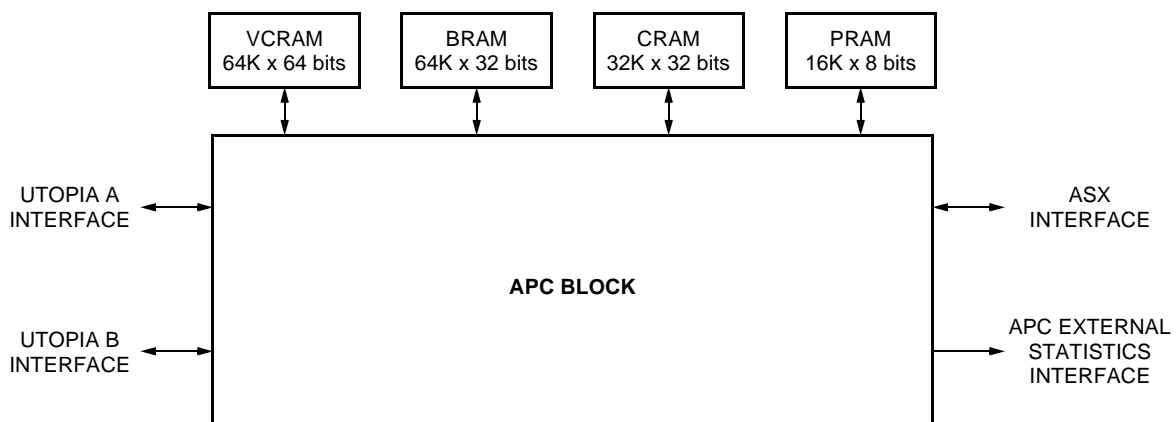 VCRAM
64K x 64 bits
BRAM
64K x 32 bits
CRAM
32K x 32 bits
PRAM
16K x 8 bits
UTOPIA A
INTERFACE
ASX
INTERFACE
APC BLOCK
UTOPIA B
INTERFACE
APC EXTERNAL
STATISTICS
INTERFACE